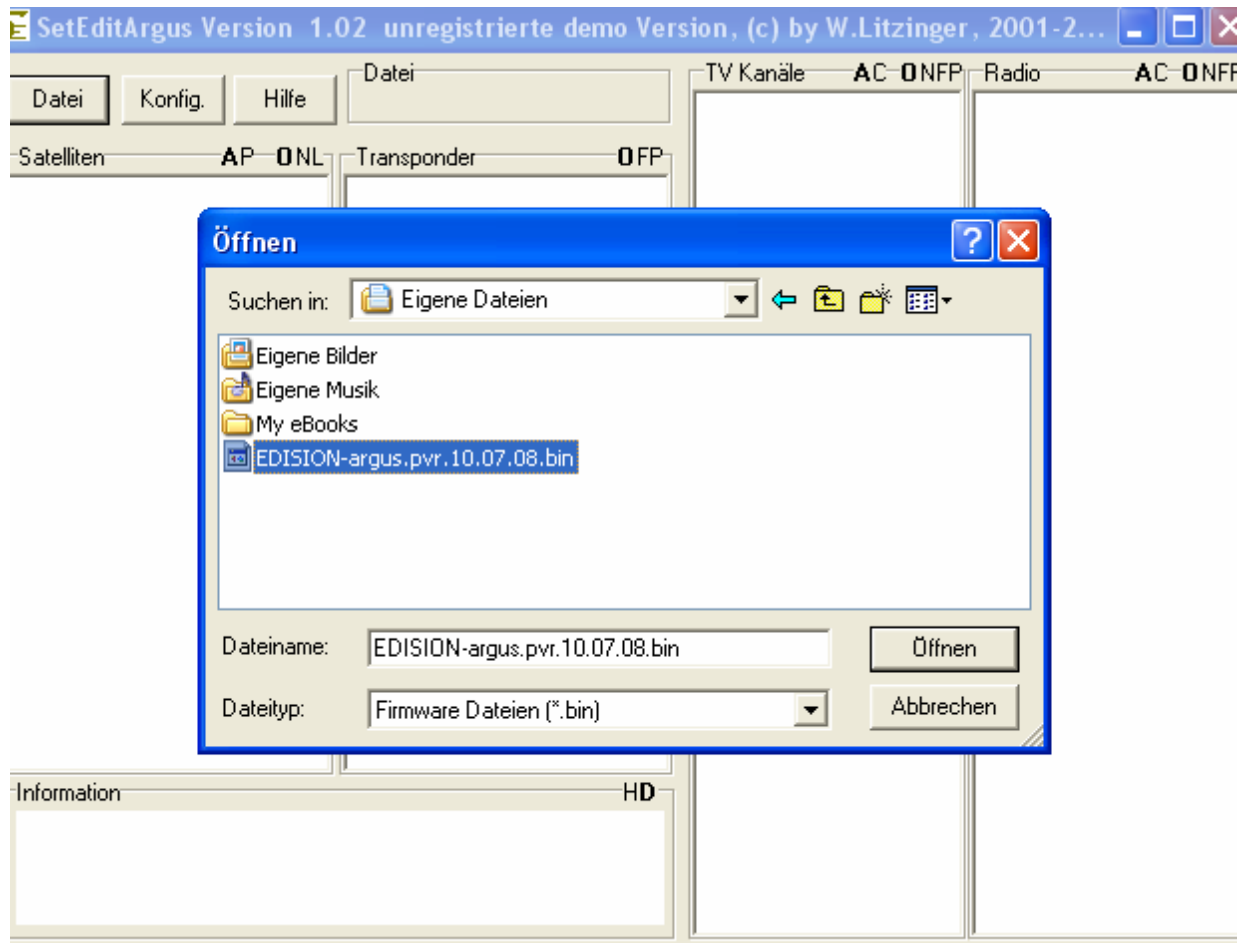 SetEditArgus Version 1.02 unregistrierte demo Version, (c) by W.Litzinger, 2001-2...
Datei Konfig. Hilfe
Datei
TV Kanäle AC ONFP
Radio AC ONFP
Satelliten AP ONL
Transponder OFP
Öffnen
Suchen in: Eigene Dateien
Eigene Bilder
Eigene Musik
My eBooks
EDISION-argus.pvr.10.07.08.bin
Dateiname: EDISION-argus.pvr.10.07.08.bin Öffnen
Dateityp: Firmware Dateien (*.bin) Abbrechen
Information HD